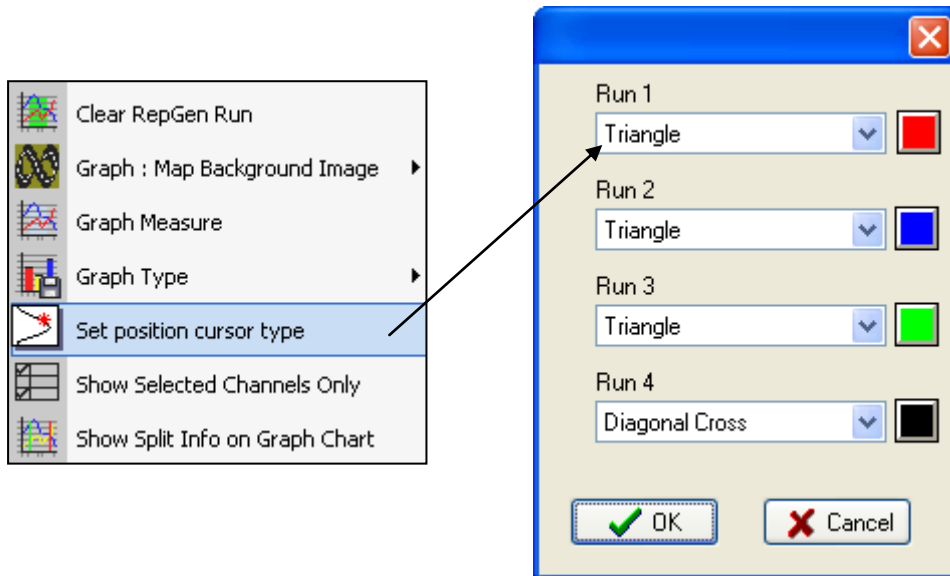 Clear RepGen Run
Graph : Map Background Image
Graph Measure
Graph Type
Set position cursor type
Show Selected Channels Only
Show Split Info on Graph Chart
Run 1
Triangle
Run 2
Triangle
Run 3
Triangle
Run 4
Diagonal Cross
OK
Cancel